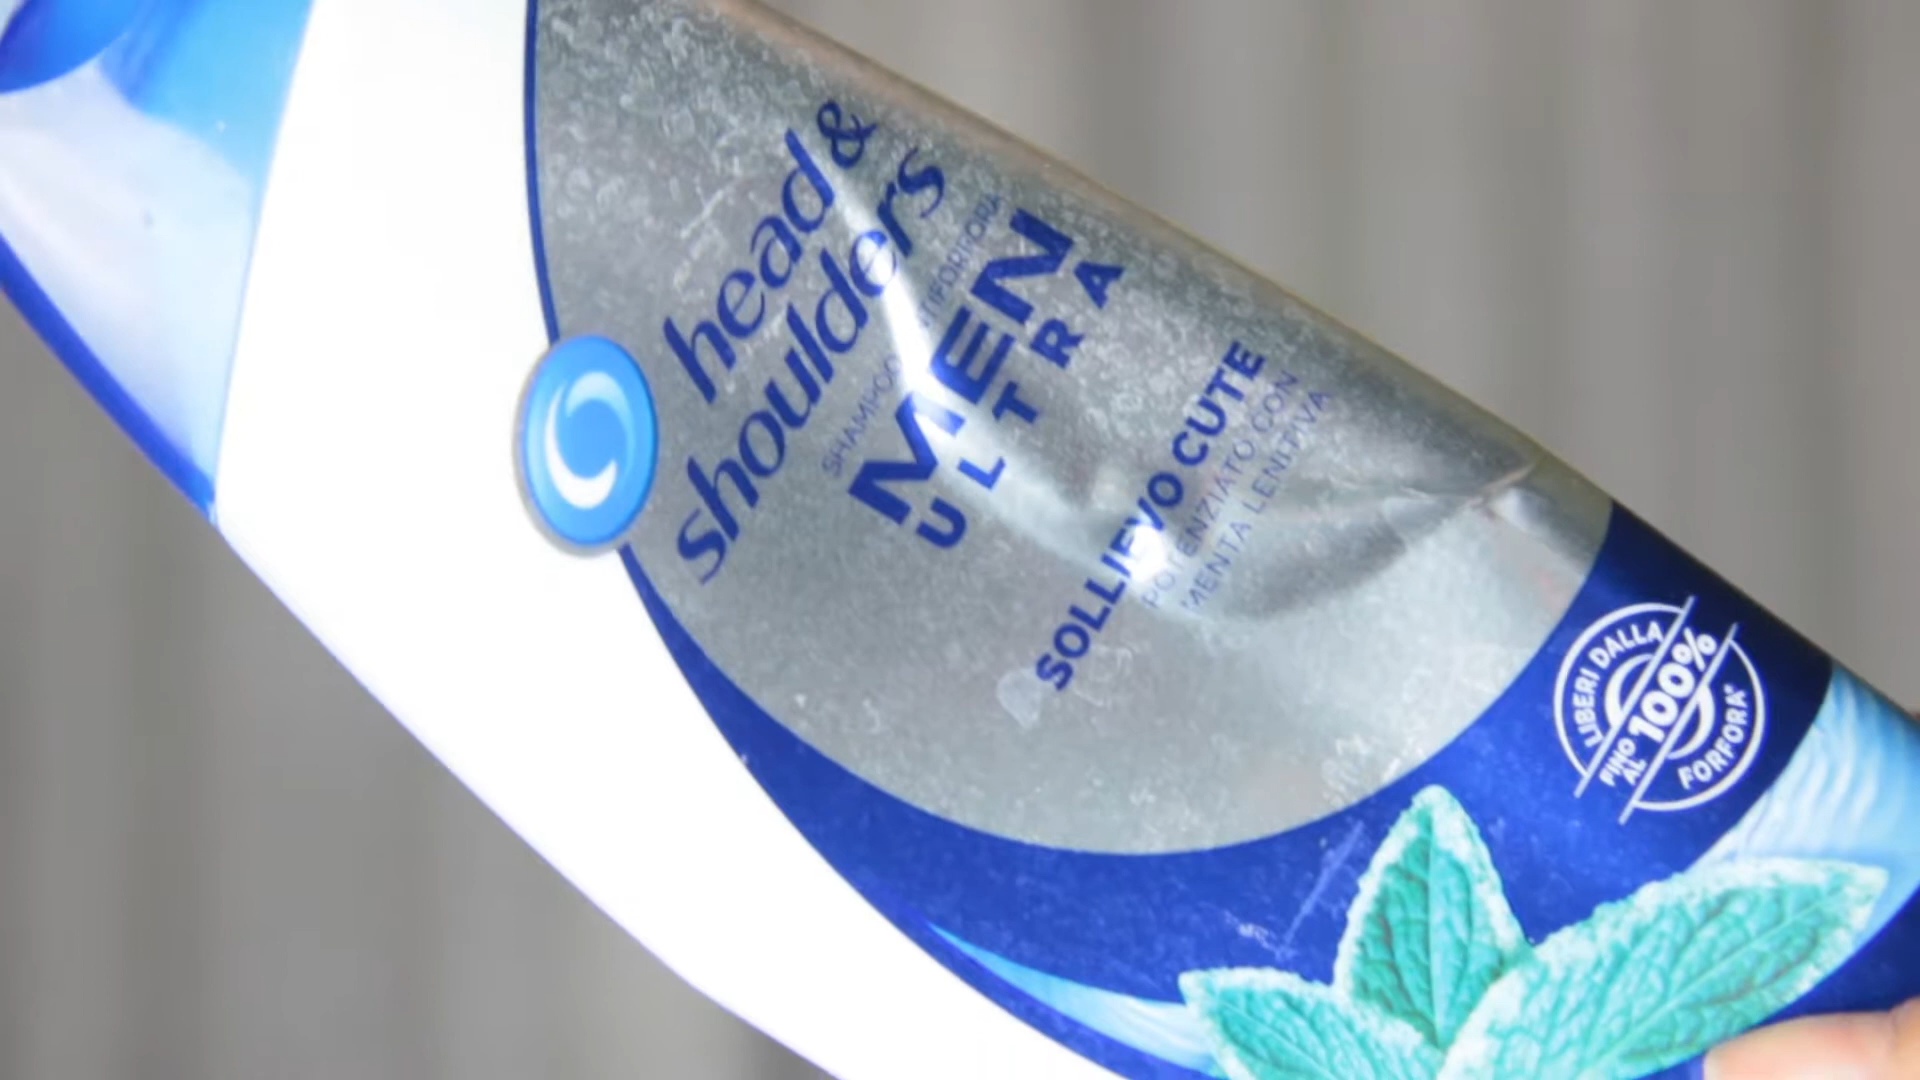 head &
shoulders
SHAMPOO ANTIFORFORA
MEN
ULTRA
SOLLIEVO CUTE
POTENZIATO CON
MENTA LENITIVA
LIBERI DALLA
FINO AL 100%
FORFORA*